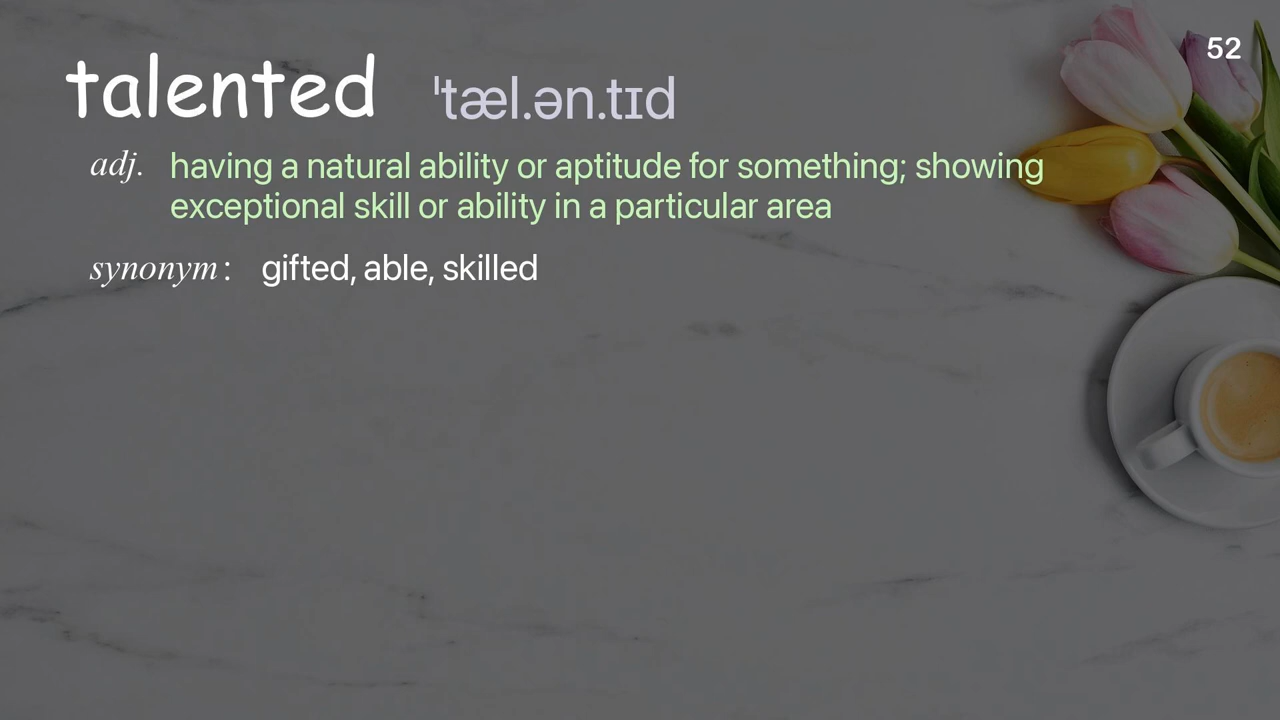 52
talented ˈtæl.ən.tɪd
adj. having a natural ability or aptitude for something; showing
exceptional skill or ability in a particular area
synonym : gifted, able, skilled